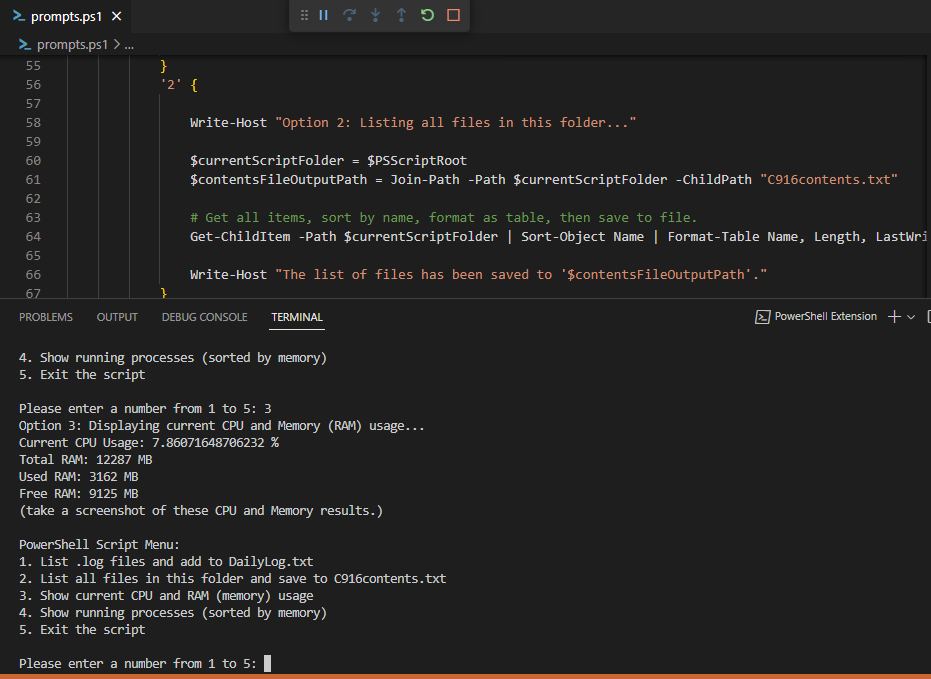 prompts.ps1
prompts.ps1 > ...
55 }
56 '2' {
57
58 Write-Host "Option 2: Listing all files in this folder..."
59
60 $currentScriptFolder = $PSScriptRoot
61 $contentsFileOutputPath = Join-Path -Path $currentScriptFolder -ChildPath "C916contents.txt"
62
63 # Get all items, sort by name, format as table, then save to file.
64 Get-ChildItem -Path $currentScriptFolder | Sort-Object Name | Format-Table Name, Length, LastWri
65
66 Write-Host "The list of files has been saved to '$contentsFileOutputPath'."
67 }
PROBLEMS OUTPUT DEBUG CONSOLE TERMINAL PowerShell Extension
4. Show running processes (sorted by memory)
5. Exit the script
Please enter a number from 1 to 5: 3
Option 3: Displaying current CPU and Memory (RAM) usage...
Current CPU Usage: 7.86071648706232 %
Total RAM: 12287 MB
Used RAM: 3162 MB
Free RAM: 9125 MB
(take a screenshot of these CPU and Memory results.)
PowerShell Script Menu:
1. List .log files and add to DailyLog.txt
2. List all files in this folder and save to C916contents.txt
3. Show current CPU and RAM (memory) usage
4. Show running processes (sorted by memory)
5. Exit the script
Please enter a number from 1 to 5: